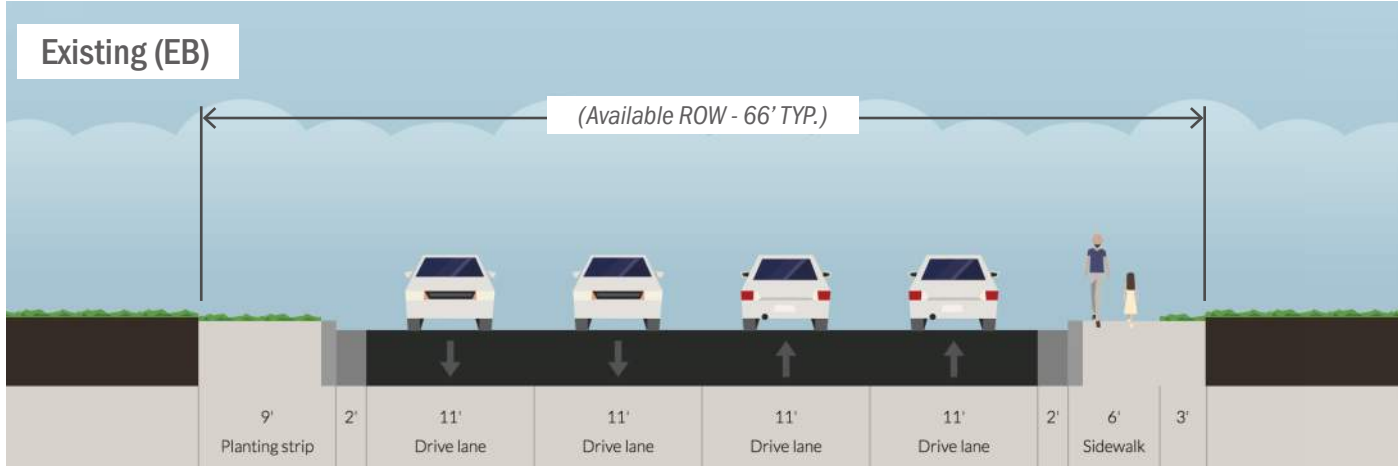 Existing (EB)
(Available ROW - 66' TYP.)
9' 2' 11' 11' 11' 11' 2' 6' 3'
Planting strip Drive lane Drive lane Drive lane Drive lane Sidewalk